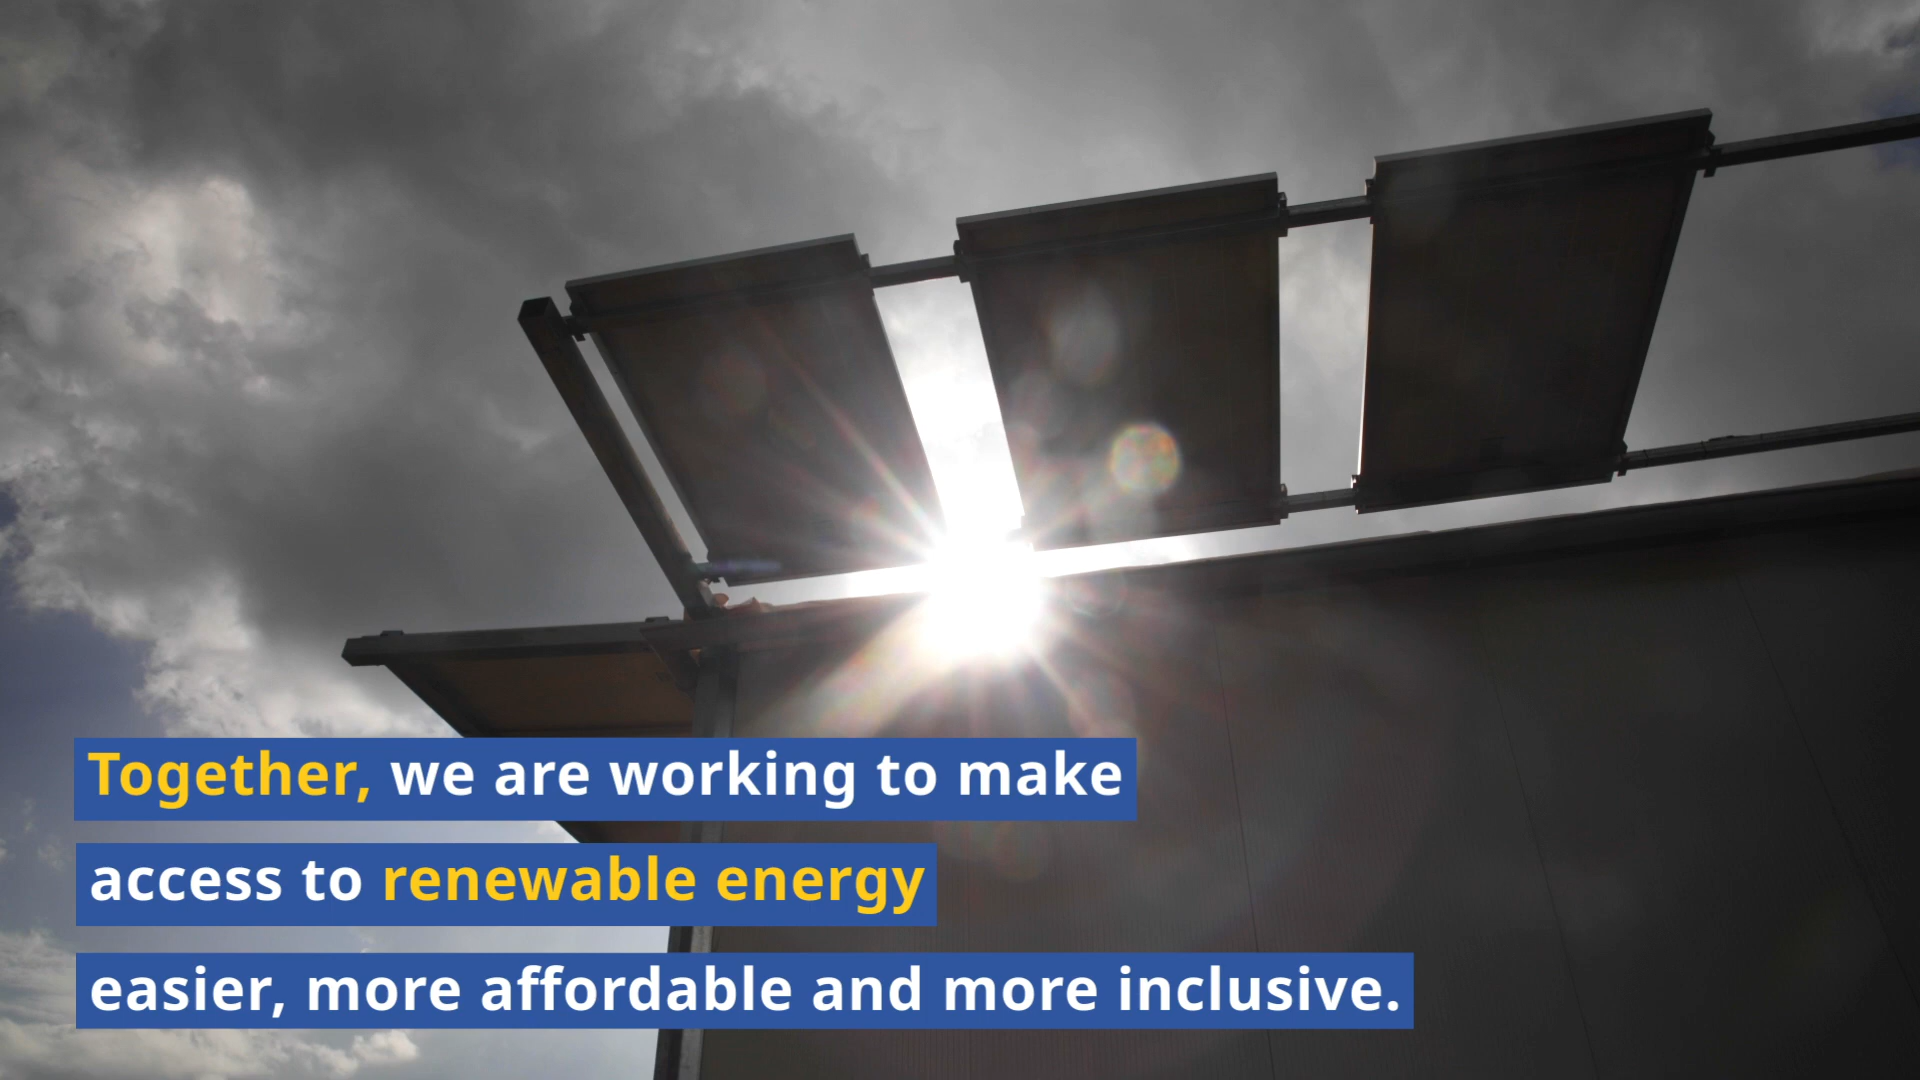 Together, we are working to make
access to renewable energy
easier, more affordable and more inclusive.